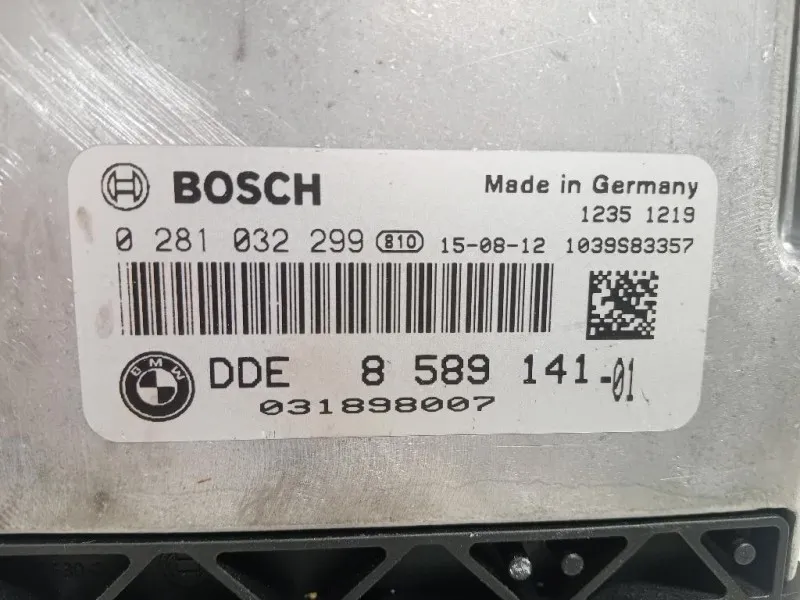 BOSCH
Made in Germany
1235 1219
0 281 032 299 810 15-08-12 1039S83357
BMW DDE 8 589 141-01
031898007